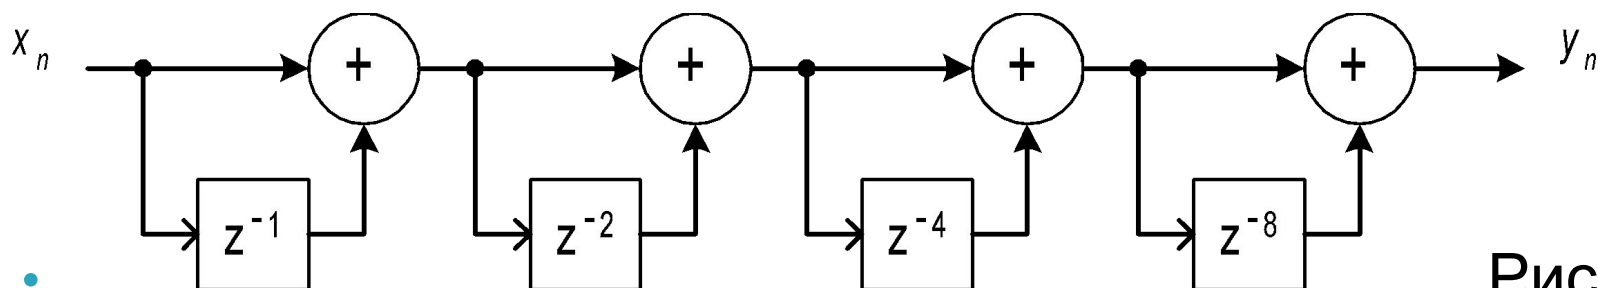 xₙ + + + + yₙ
z⁻¹ z⁻² z⁻⁴ z⁻⁸
Рис